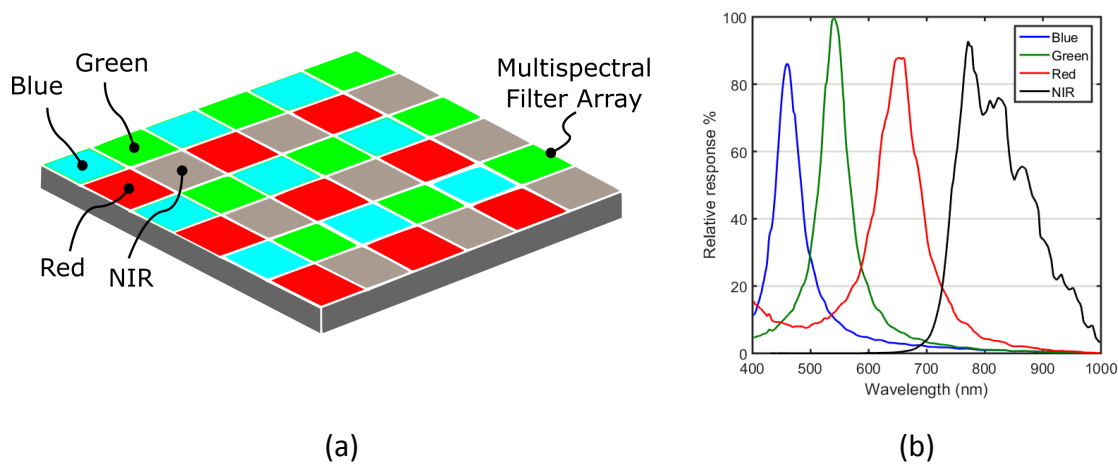 Blue
Green
Multispectral
Filter Array
Red
NIR
(a)
Relative response %
100
80
60
40
20
0
400
500
600
700
800
900
1000
Wavelength (nm)
Blue
Green
Red
NIR
(b)